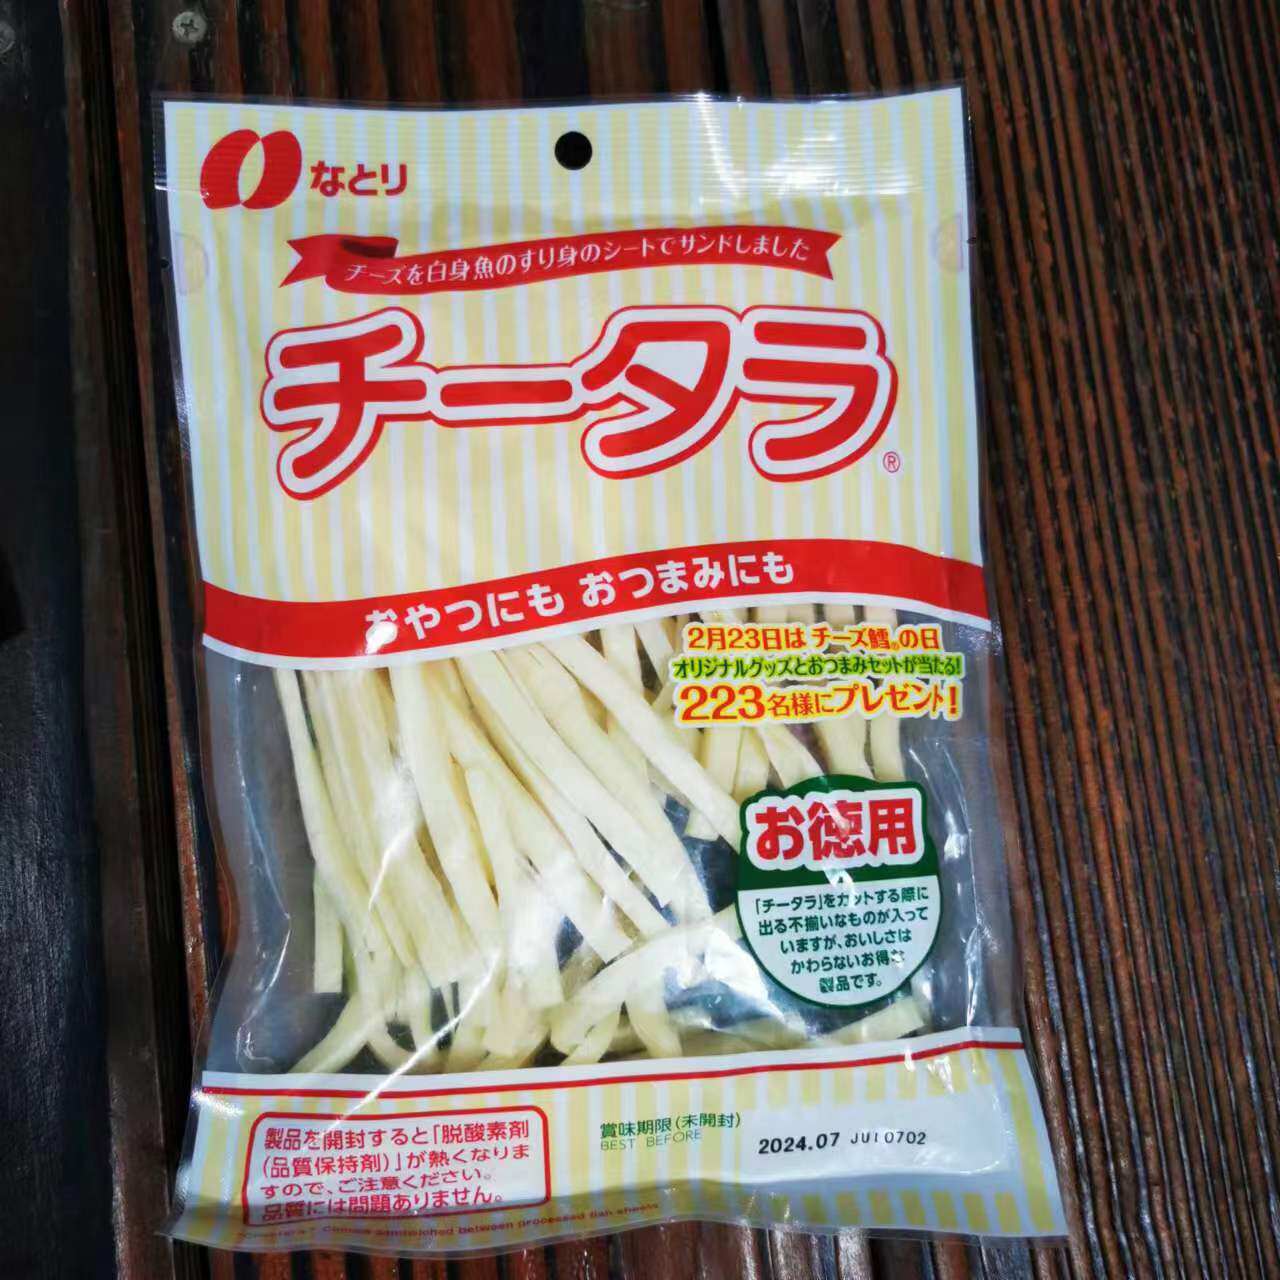 なとり
チーズを白身魚のすり身のシートでサンドしました
チータラ®
おやつにも おつまみにも
2月23日は チーズ鱈®の日
オリジナルグッズとおつまみセットが当たる!
223名様にプレゼント!
お徳用
「チータラ」をカットする際に
出る不揃いなものが入って
いますが、おいしさは
かわらないお得な
製品です。
製品を開封すると「脱酸素剤
(品質保持剤)」が熱くなりま
すので、ご注意ください。
品質には問題ありません。
賞味期限(未開封)
BEST BEFORE
2024.07 JUI0702
sandwiched between processed fish sheets